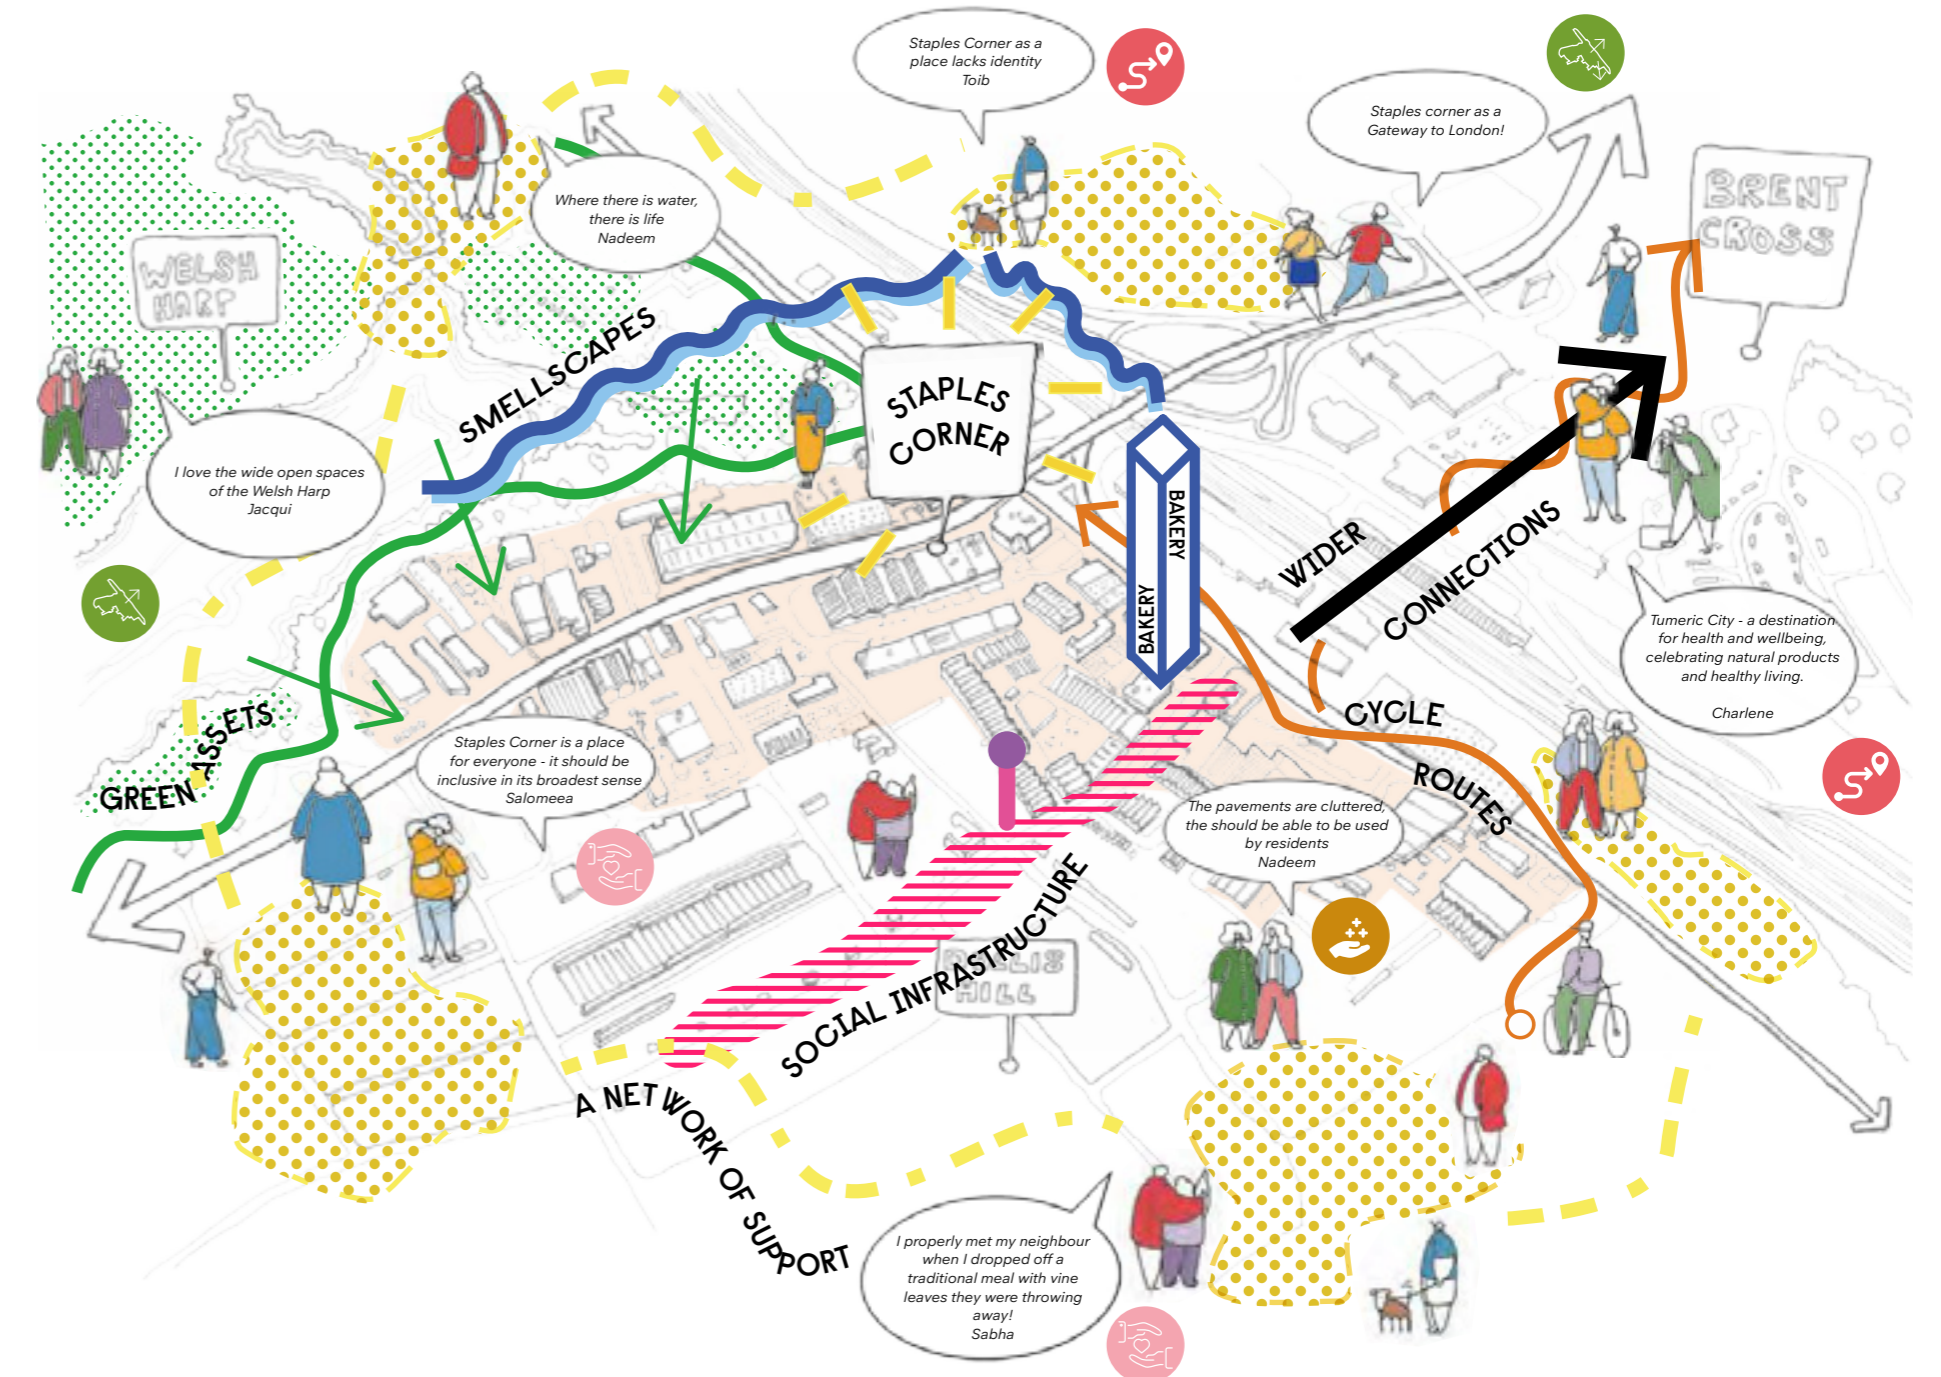 Staples Corner as a
place lacks identity
Toib
Staples corner as a
Gateway to London!
BRENT
CROSS
Where there is water,
there is life
Nadeem
WELSH
HARP
SMELLSCAPES
STAPLES
CORNER
I love the wide open spaces
of the Welsh Harp
Jacqui
BAKERY
BAKERY
WIDER
CONNECTIONS
Tumeric City - a destination
for health and wellbeing,
celebrating natural products
and healthy living.
Charlene
GREEN ASSETS
CYCLE
ROUTES
Staples Corner is a place
for everyone - it should be
inclusive in its broadest sense
Salomeea
The pavements are cluttered,
the should be able to be used
by residents
Nadeem
SOCIAL INFRASTRUCTURE
HILL
A NETWORK OF SUPPORT
I properly met my neighbour
when I dropped off a
traditional meal with vine
leaves they were throwing
away!
Sabha